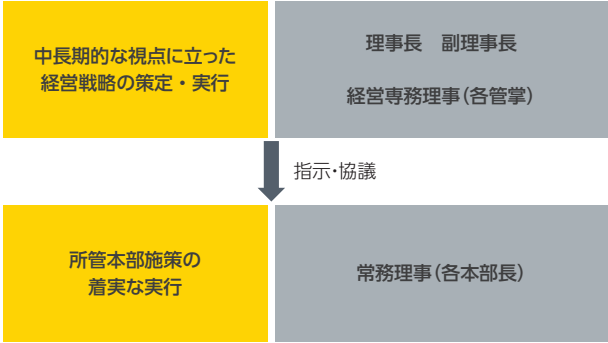 中長期的な視点に立った
経営戦略の策定・実行
理事長　副理事長
経営専務理事(各管掌)
指示・協議
所管本部施策の
着実な実行
常務理事(各本部長)